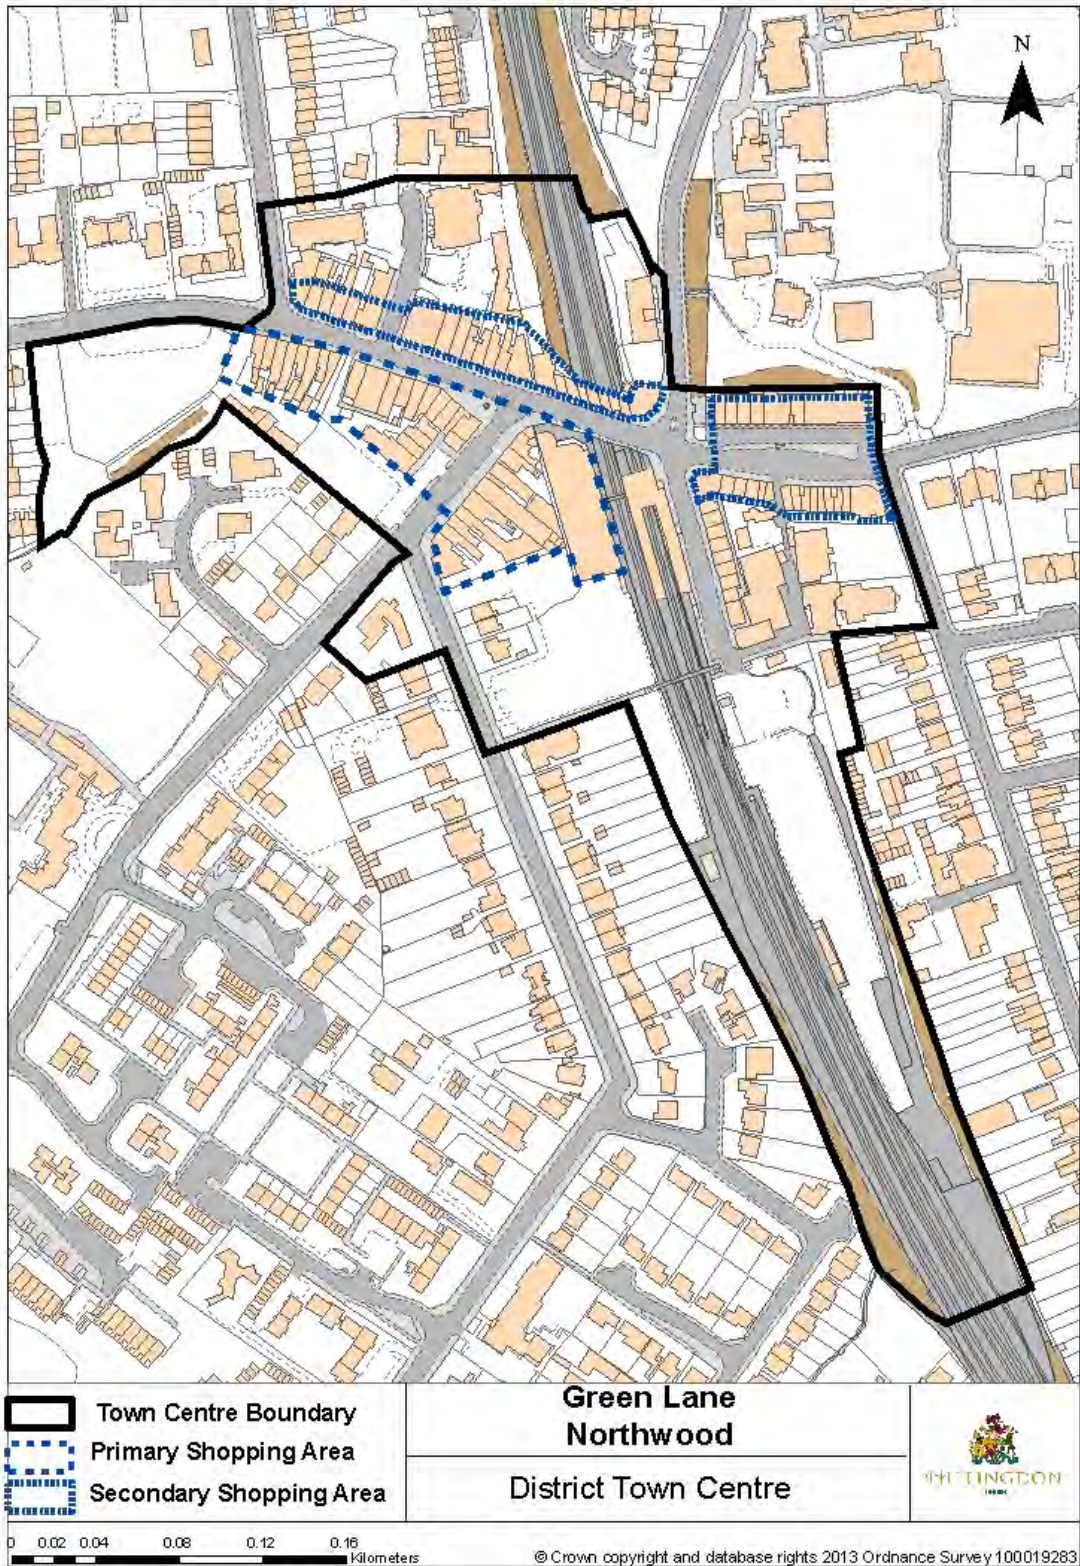 N
Town Centre Boundary
Primary Shopping Area
Secondary Shopping Area
Green Lane
Northwood
District Town Centre
0 0.02 0.04 0.08 0.12 0.16
Kilometers
© Crown copyright and database rights 2013 Ordnance Survey 100019283